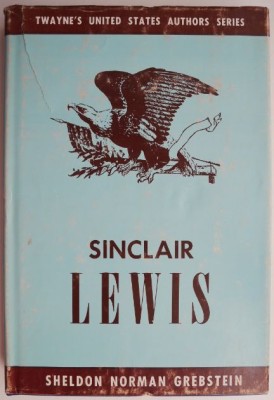 TWAYNE'S UNITED STATES AUTHORS SERIES
SINCLAIR
LEWIS
SHELDON NORMAN GREBSTEIN